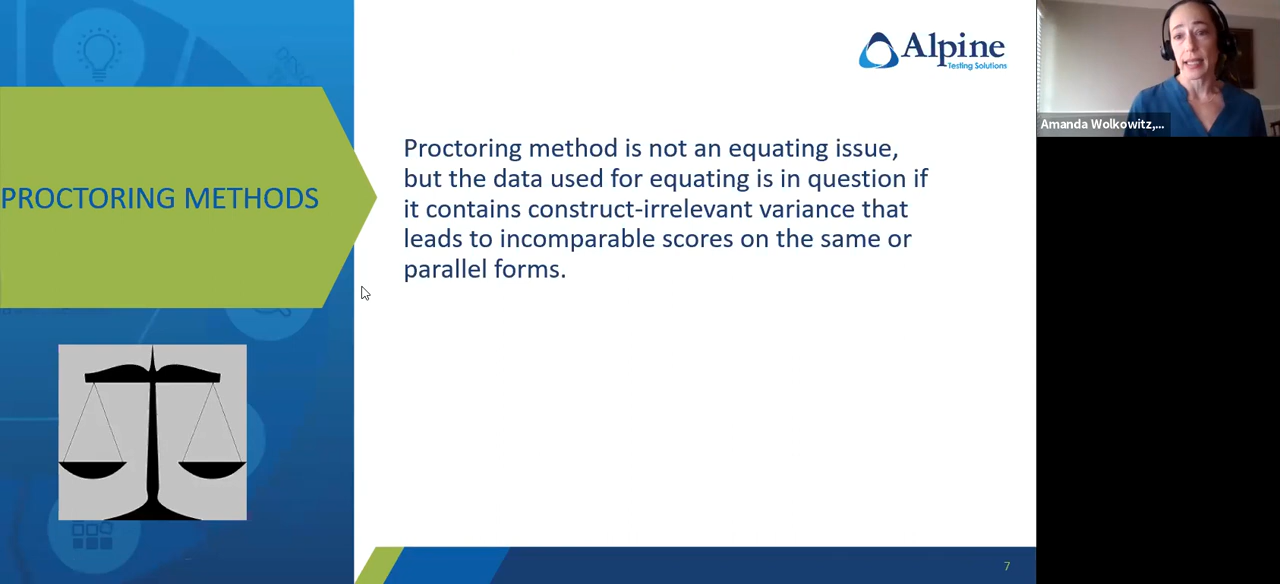 PROCTORING METHODS
Alpine
Testing Solutions
Proctoring method is not an equating issue,
but the data used for equating is in question if
it contains construct-irrelevant variance that
leads to incomparable scores on the same or
parallel forms.
7
Amanda Wolkowitz,...